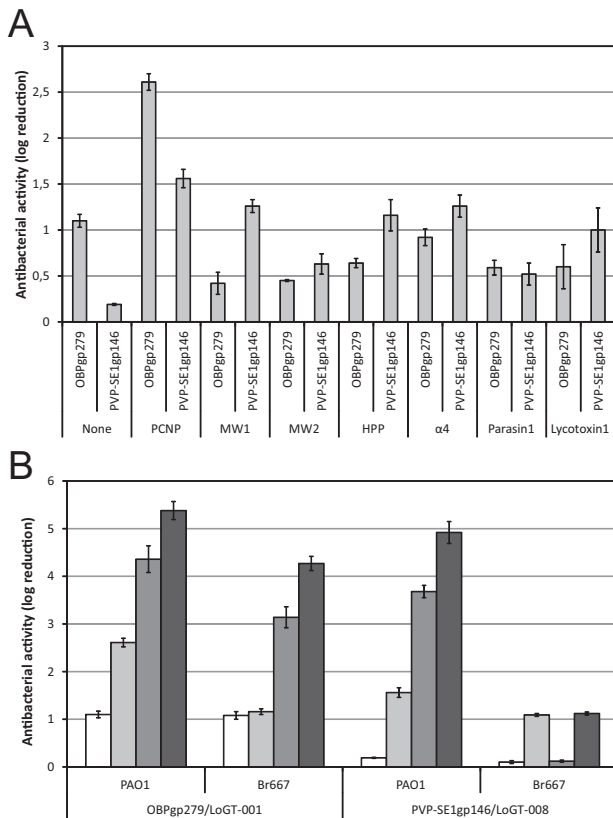 A
Antibacterial activity (log reduction)
3
2,5
2
1,5
1
0,5
0
OBPgp279
PVP-SE1gp146
OBPgp279
PVP-SE1gp146
OBPgp279
PVP-SE1gp146
OBPgp279
PVP-SE1gp146
OBPgp279
PVP-SE1gp146
OBPgp279
PVP-SE1gp146
OBPgp279
PVP-SE1gp146
OBPgp279
PVP-SE1gp146
None PCNP MW1 MW2 HPP α4 Parasin1 Lycotoxin1
B
Antibacterial activity (log reduction)
6
5
4
3
2
1
0
PAO1 Br667 PAO1 Br667
OBPgp279/LoGT-001 PVP-SE1gp146/LoGT-008